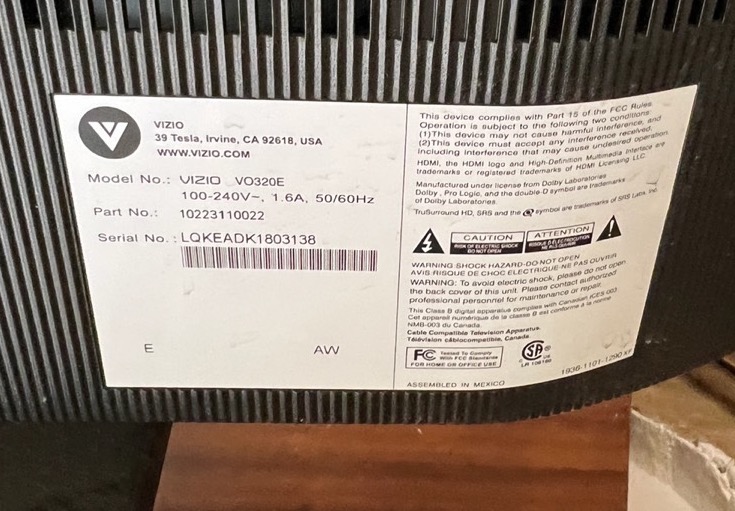 VIZIO
39 Tesla, Irvine, CA 92618, USA
WWW.VIZIO.COM
Model No.: VIZIO VO320E
100-240V~, 1.6A, 50/60Hz
Part No.: 10223110022
Serial No.: LQKEADK1803138
E AW
This device complies with Part 15 of the FCC Rules
Operation is subject to the following two conditions:
(1)This device may not cause harmful interference, and
(2)This device must accept any interference received,
including interference that may cause undesired operation
HDMI, the HDMI logo and High-Definition Multimedia Interface are
trademarks or registered trademarks of HDMI Licensing LLC
Manufactured under license from Dolby Laboratories
Dolby, Pro Logic, and the double-D symbol are trademarks
of Dolby Laboratories.
TruSurround HD, SRS and the symbol are trademarks of SRS Labs, Inc.
CAUTION
RISK OF ELECTRIC SHOCK
DO NOT OPEN
ATTENTION
WARNING SHOCK HAZARD-DO NOT OPEN
AVIS:RISQUE DE CHOC ELECTRIQUE-NE PAS OUVRIR
WARNING: To avoid electric shock, please do not open
the back cover of this unit. Please contact authorized
professional personnel for maintenance or repair.
This Class B digital apparatus complies with Canadian ICES-003
Cet appareil numérique de la classe B est conforme à la norme
NMB-003 du Canada.
Cable Compatible Television Apparatus.
Télévision câblocompatible, Canada.
FC Tested To Comply
With FCC Standards
FOR HOME OR OFFICE USE
SA
ASSEMBLED IN MEXICO